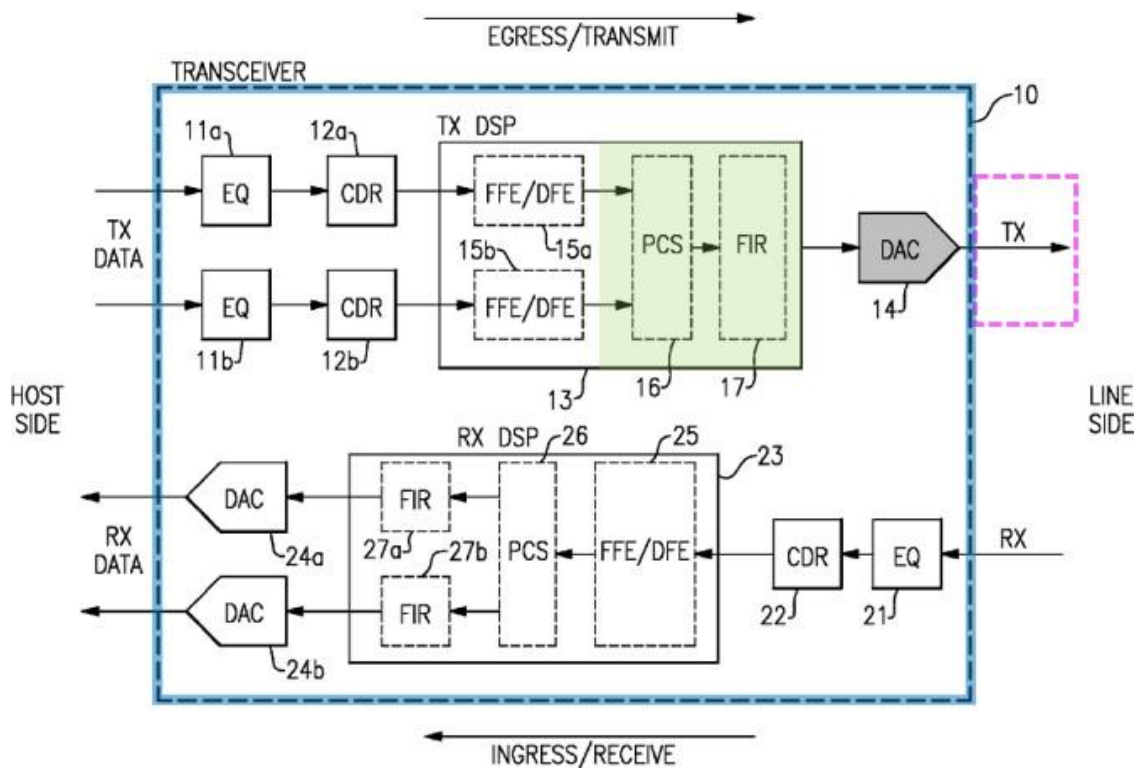 EGRESS/TRANSMIT
TRANSCEIVER
10
11a
12a
TX DSP
EQ
CDR
FFE/DFE
15a
TX
DATA
15b
PCS
FIR
DAC
TX
14
EQ
CDR
FFE/DFE
11b
12b
13
16
17
HOST
SIDE
LINE
SIDE
RX DSP
26
25
23
DAC
FIR
24a
27a
RX
DATA
27b
PCS
FFE/DFE
CDR
EQ
RX
22
21
DAC
FIR
24b
INGRESS/RECEIVE